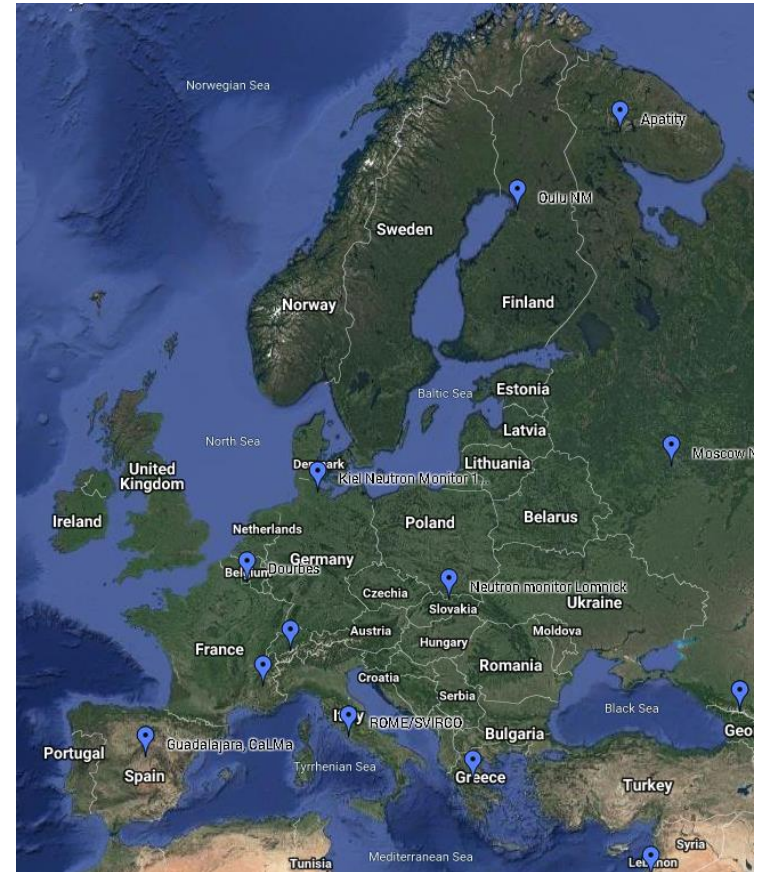 Norwegian Sea
Apatity
Oulu NM
Sweden
Norway
Finland
Baltic Sea
Estonia
North Sea
Latvia
Moscow N
United
Kingdom
Denmark
Lithuania
Kiel Neutron Monitor 1...
Ireland
Netherlands
Poland
Belarus
Germany
Belgium
Dourbes
Neutron monitor Lomnick
Czechia
Ukraine
Slovakia
Austria
Moldova
France
Hungary
Romania
Croatia
Serbia
Black Sea
Italy
ROME/SVIRCO
Geo
Bulgaria
Guadalajara, CaLMa
Portugal
Tyrrhenian Sea
Spain
Greece
Turkey
Syria
Mediterranean Sea
Tunisia
Lebanon